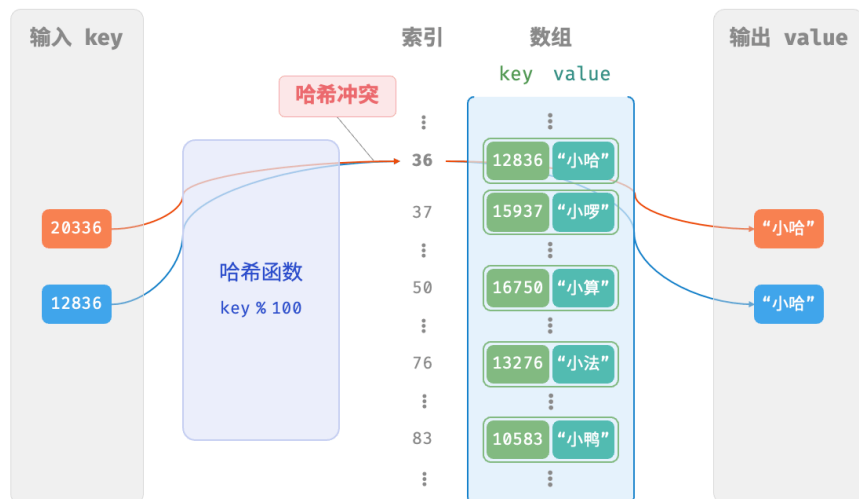 输入 key
索引
数组
输出 value
key value
哈希冲突
36
12836 “小哈”
20336
37
15937 “小啰”
“小哈”
哈希函数
key % 100
12836
50
16750 “小算”
“小哈”
76
13276 “小法”
83
10583 “小鸭”